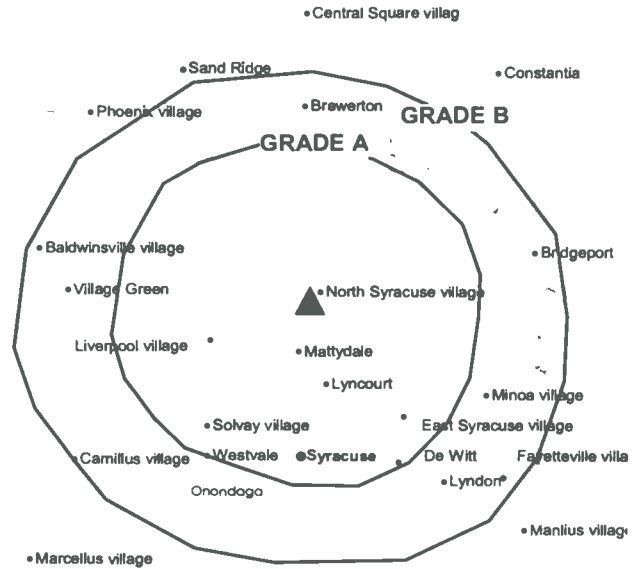 Central Square villag
Sand Ridge
Constantia
Phoenix village
Brewerton
GRADE B
GRADE A
Baldwinsville village
Bridgeport
Village Green
North Syracuse village
Liverpool village
Mattydale
Lyncourt
Minoa village
Solvay village
East Syracuse village
Camillus village
Westvale
Syracuse
De Witt
Fayetteville villa
Lyndon
Onondaga
Manlius villag
Marcellus village